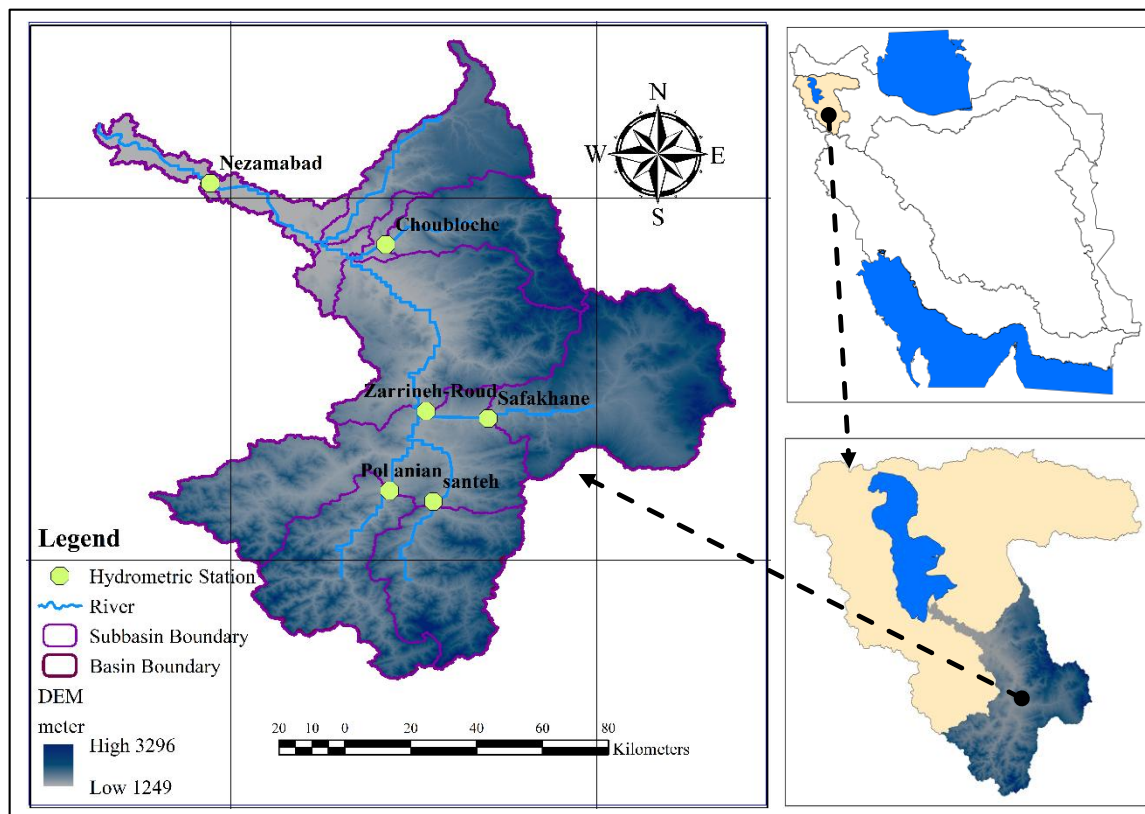 N
W E
S
Nezamabad
Choubloche
Zarrineh-Roud
Safakhane
Pol anian
santeh
Legend
Hydrometric Station
River
Subbasin Boundary
Basin Boundary
DEM
meter
High 3296
Low 1249
20 10 0 20 40 60 80
Kilometers